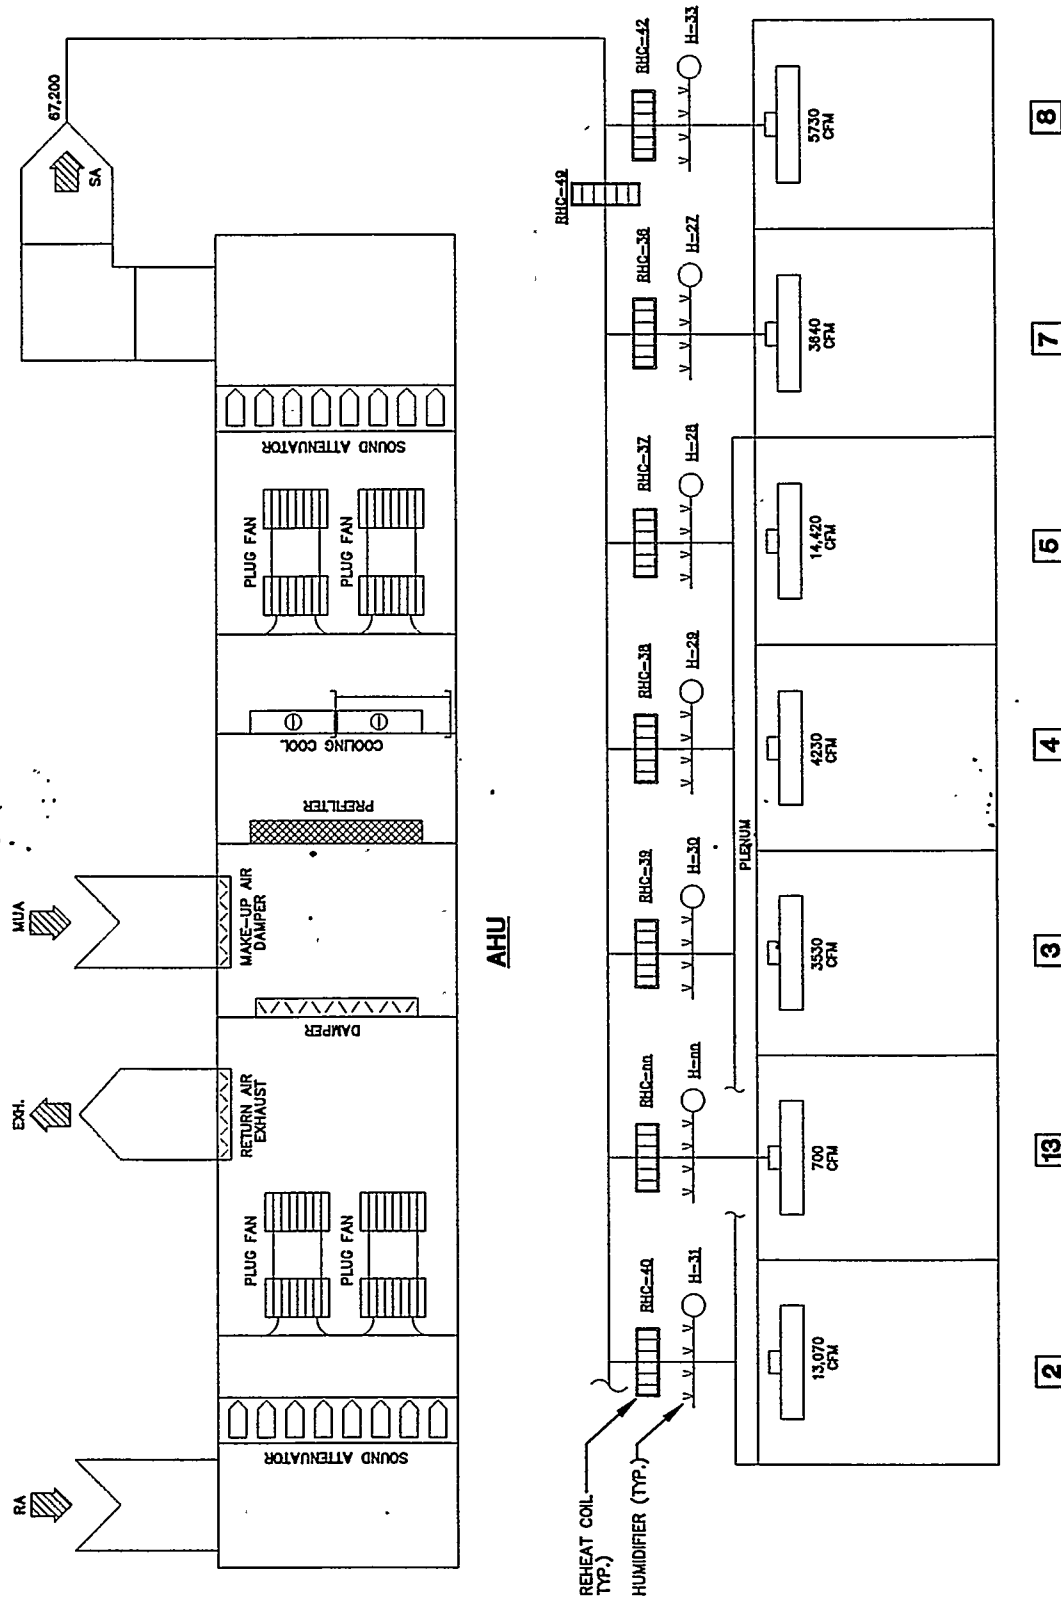 RA
EXH.
MUA
SA
67,200
SOUND ATTENUATOR
PLUG FAN
PLUG FAN
RETURN AIR
EXHAUST
DAMPER
MAKE-UP AIR
DAMPER
PREFILTER
COOLING COOL
PLUG FAN
PLUG FAN
SOUND ATTENUATOR
AHU
REHEAT COIL
TYP.)
HUMIDIFIER (TYP.)
RHC-40
RHC-nn
RHC-39
RHC-38
RHC-37
RHC-36
RHC-49
RHC-42
H-31
H-nn
H-30
H-29
H-28
H-27
H-33
PLENUM
13,070
CFM
700
CFM
3530
CFM
4230
CFM
14,420
CFM
3840
CFM
5730
CFM
2
13
3
4
5
7
8